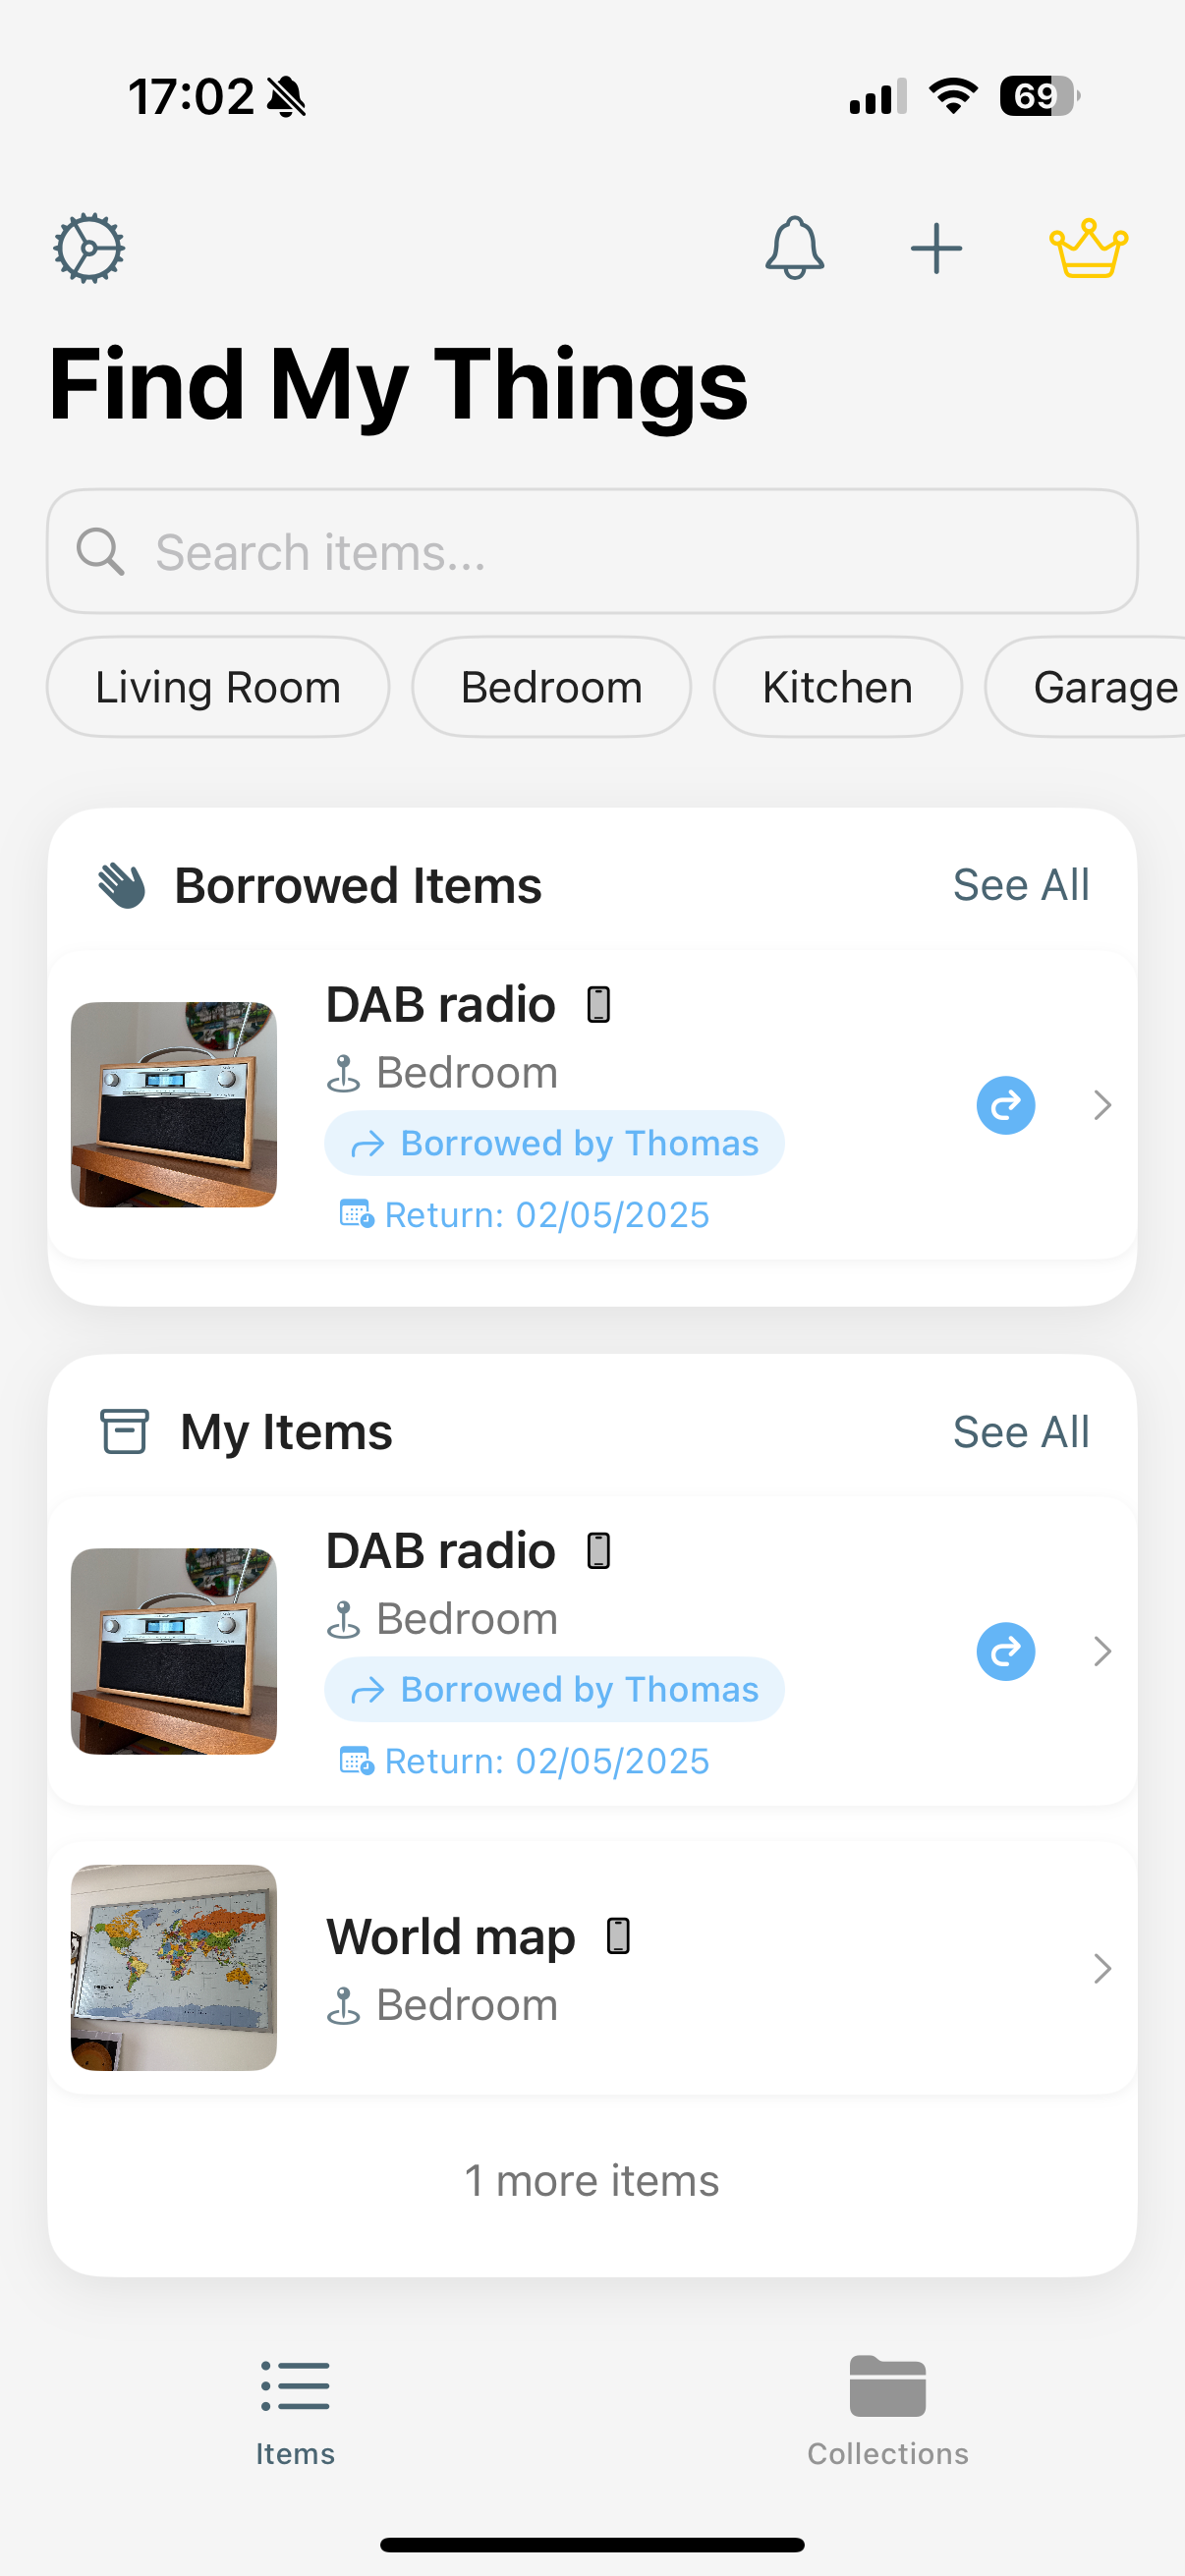 17:02
69
Find My Things
Search items...
Living Room
Bedroom
Kitchen
Garage
Borrowed Items
See All
DAB radio
Bedroom
Borrowed by Thomas
Return: 02/05/2025
My Items
See All
DAB radio
Bedroom
Borrowed by Thomas
Return: 02/05/2025
World map
Bedroom
1 more items
Items
Collections